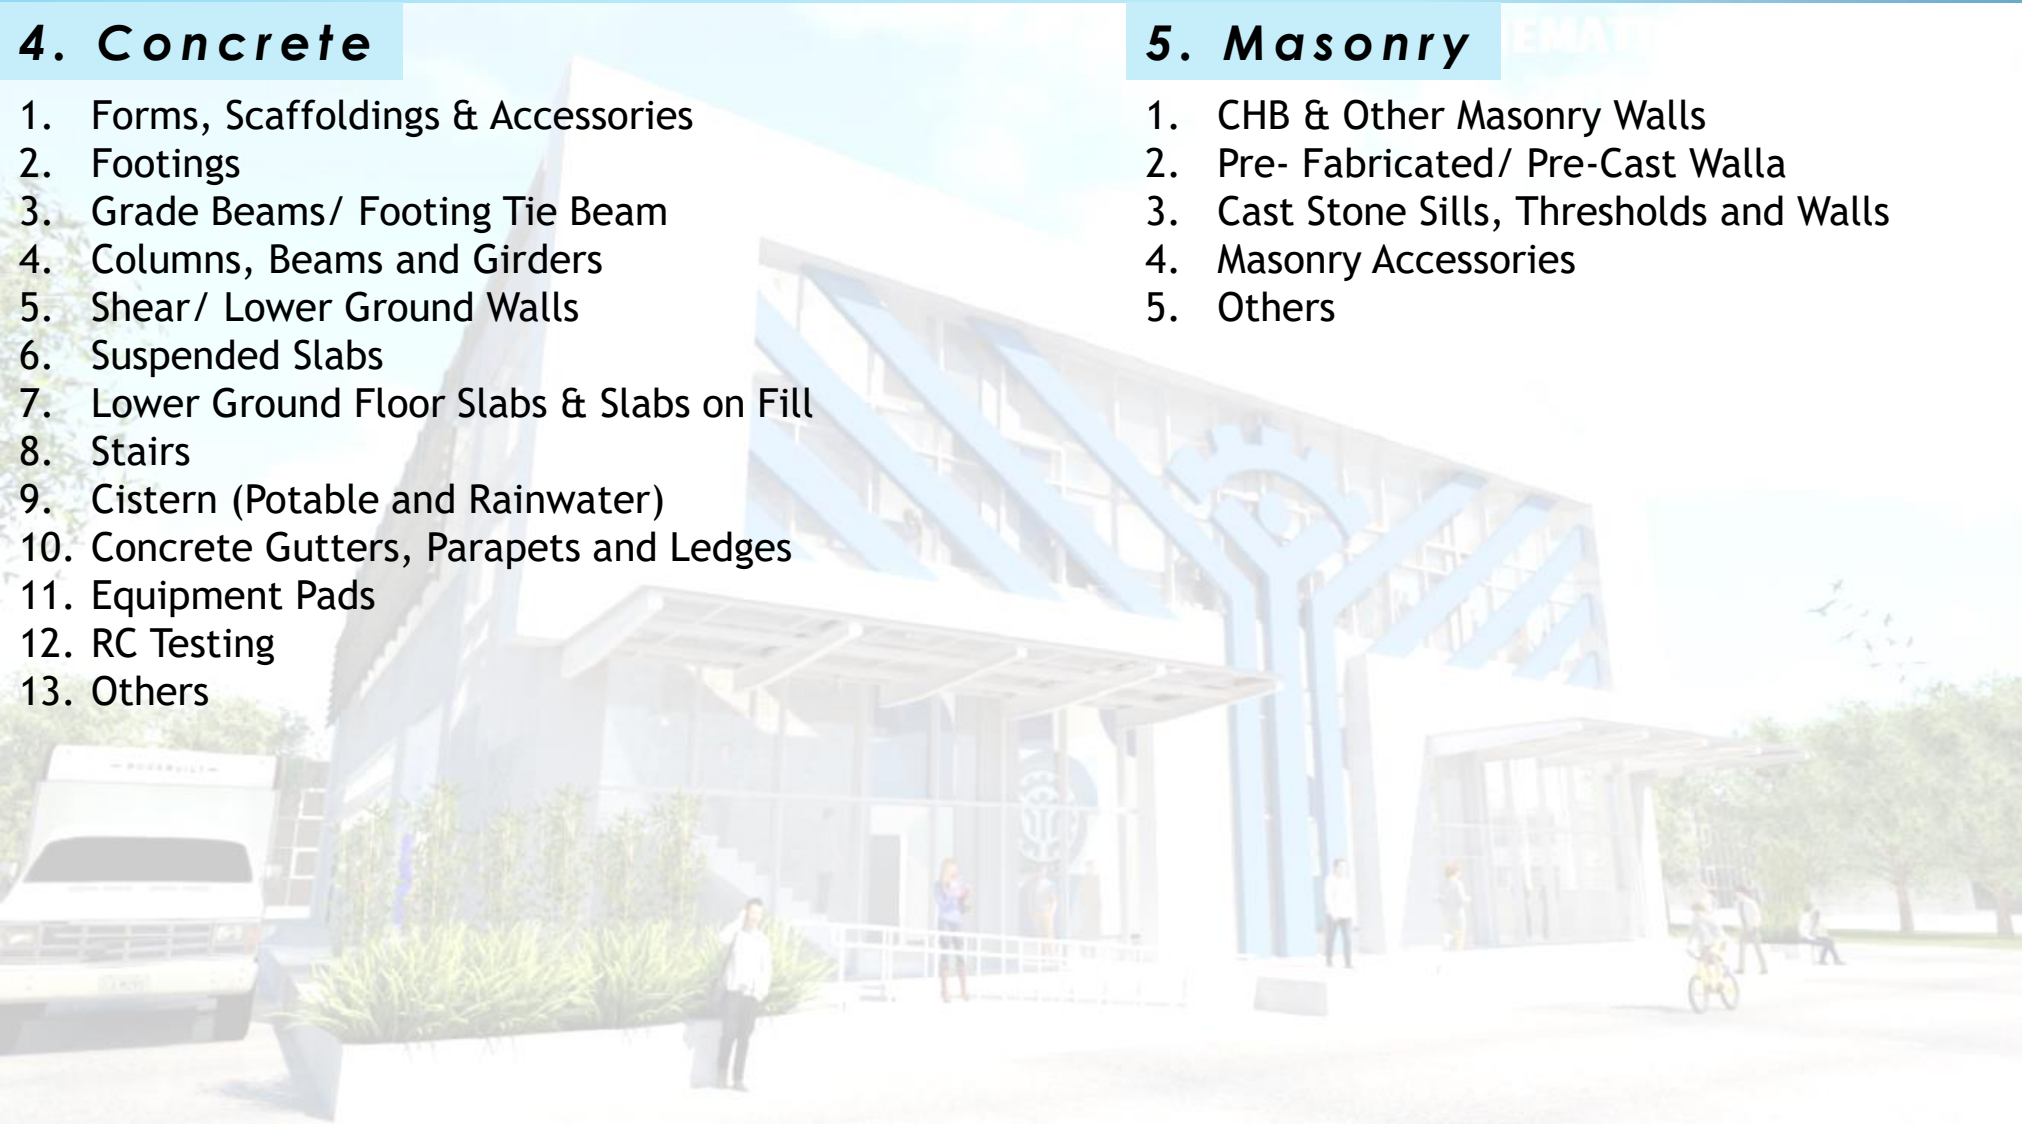 4. Concrete
1. Forms, Scaffoldings & Accessories
2. Footings
3. Grade Beams/ Footing Tie Beam
4. Columns, Beams and Girders
5. Shear/ Lower Ground Walls
6. Suspended Slabs
7. Lower Ground Floor Slabs & Slabs on Fill
8. Stairs
9. Cistern (Potable and Rainwater)
10. Concrete Gutters, Parapets and Ledges
11. Equipment Pads
12. RC Testing
13. Others
5. Masonry
1. CHB & Other Masonry Walls
2. Pre- Fabricated/ Pre-Cast Walla
3. Cast Stone Sills, Thresholds and Walls
4. Masonry Accessories
5. Others